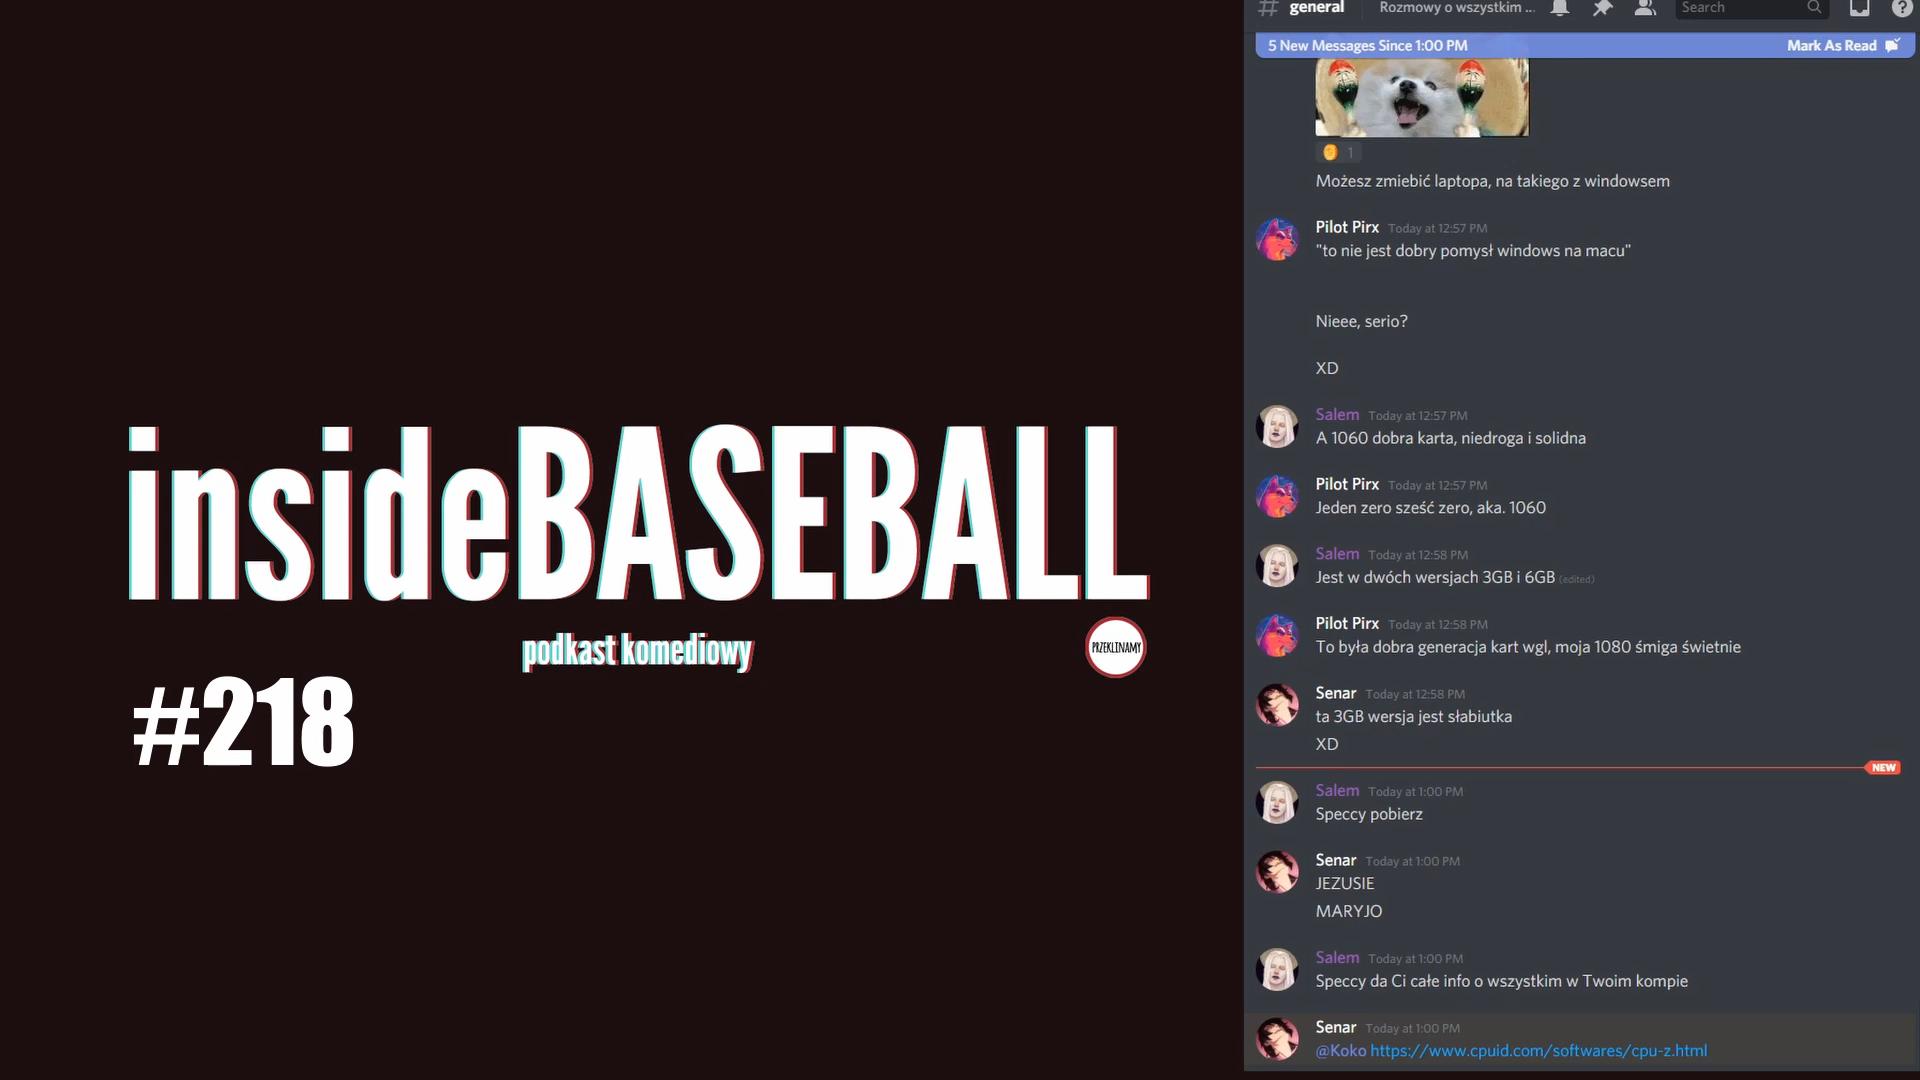 insideBASEBALL
podkast komediowy
PRZEKLINAMY
#218
# general
Rozmowy o wszystkim ...
Search
5 New Messages Since 1:00 PM
Mark As Read
1
Możesz zmiebić laptopa, na takiego z windowsem
Pilot Pirx Today at 12:57 PM
"to nie jest dobry pomysł windows na macu"
Nieee, serio?
XD
Salem Today at 12:57 PM
A 1060 dobra karta, niedroga i solidna
Pilot Pirx Today at 12:57 PM
Jeden zero sześć zero, aka. 1060
Salem Today at 12:58 PM
Jest w dwóch wersjach 3GB i 6GB (edited)
Pilot Pirx Today at 12:58 PM
To była dobra generacja kart wgl, moja 1080 śmiga świetnie
Senar Today at 12:58 PM
ta 3GB wersja jest słabiutka
XD
NEW
Salem Today at 1:00 PM
Speccy pobierz
Senar Today at 1:00 PM
JEZUSIE
MARYJO
Salem Today at 1:00 PM
Speccy da Ci całe info o wszystkim w Twoim kompie
Senar Today at 1:00 PM
@Koko https://www.cpuid.com/softwares/cpu-z.html